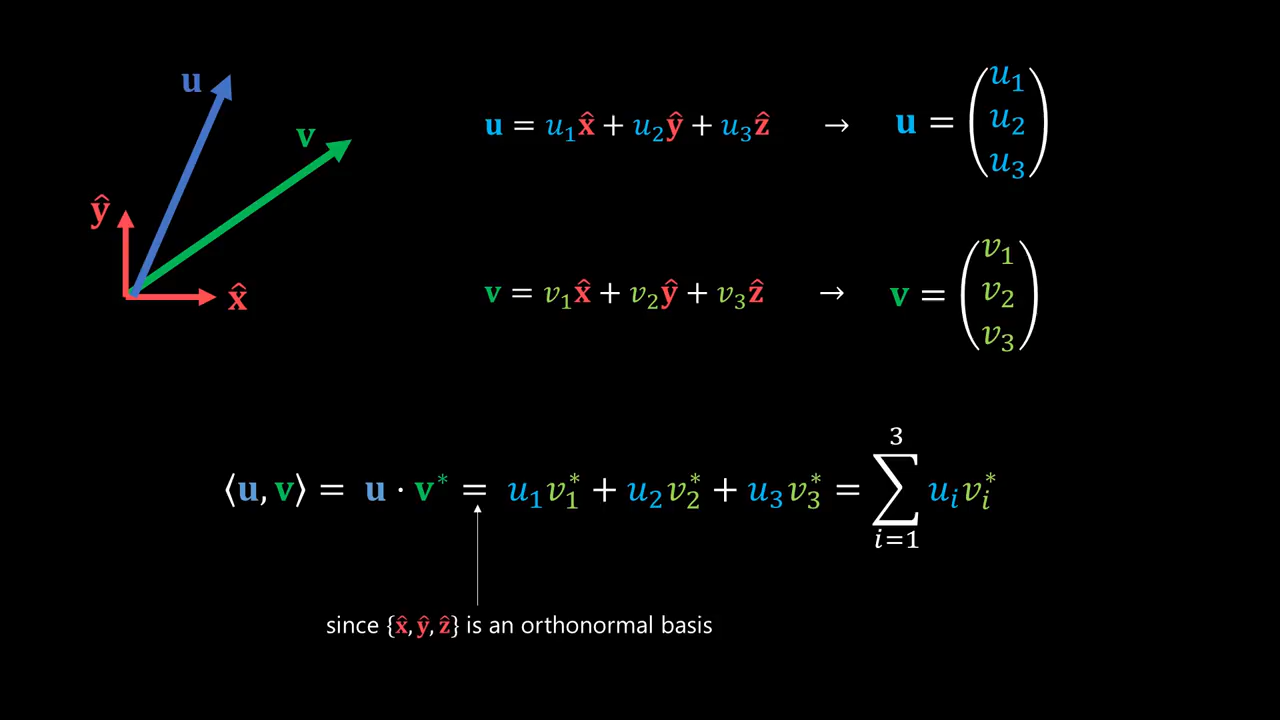 u
v
ŷ
x̂
u = u₁x̂ + u₂ŷ + u₃ẑ → u = (u₁ u₂ u₃)
v = v₁x̂ + v₂ŷ + v₃ẑ → v = (v₁ v₂ v₃)
⟨u, v⟩ = u · v* = u₁v₁* + u₂v₂* + u₃v₃* = ∑³ᵢ₌₁ uᵢvᵢ*
since {x̂, ŷ, ẑ} is an orthonormal basis